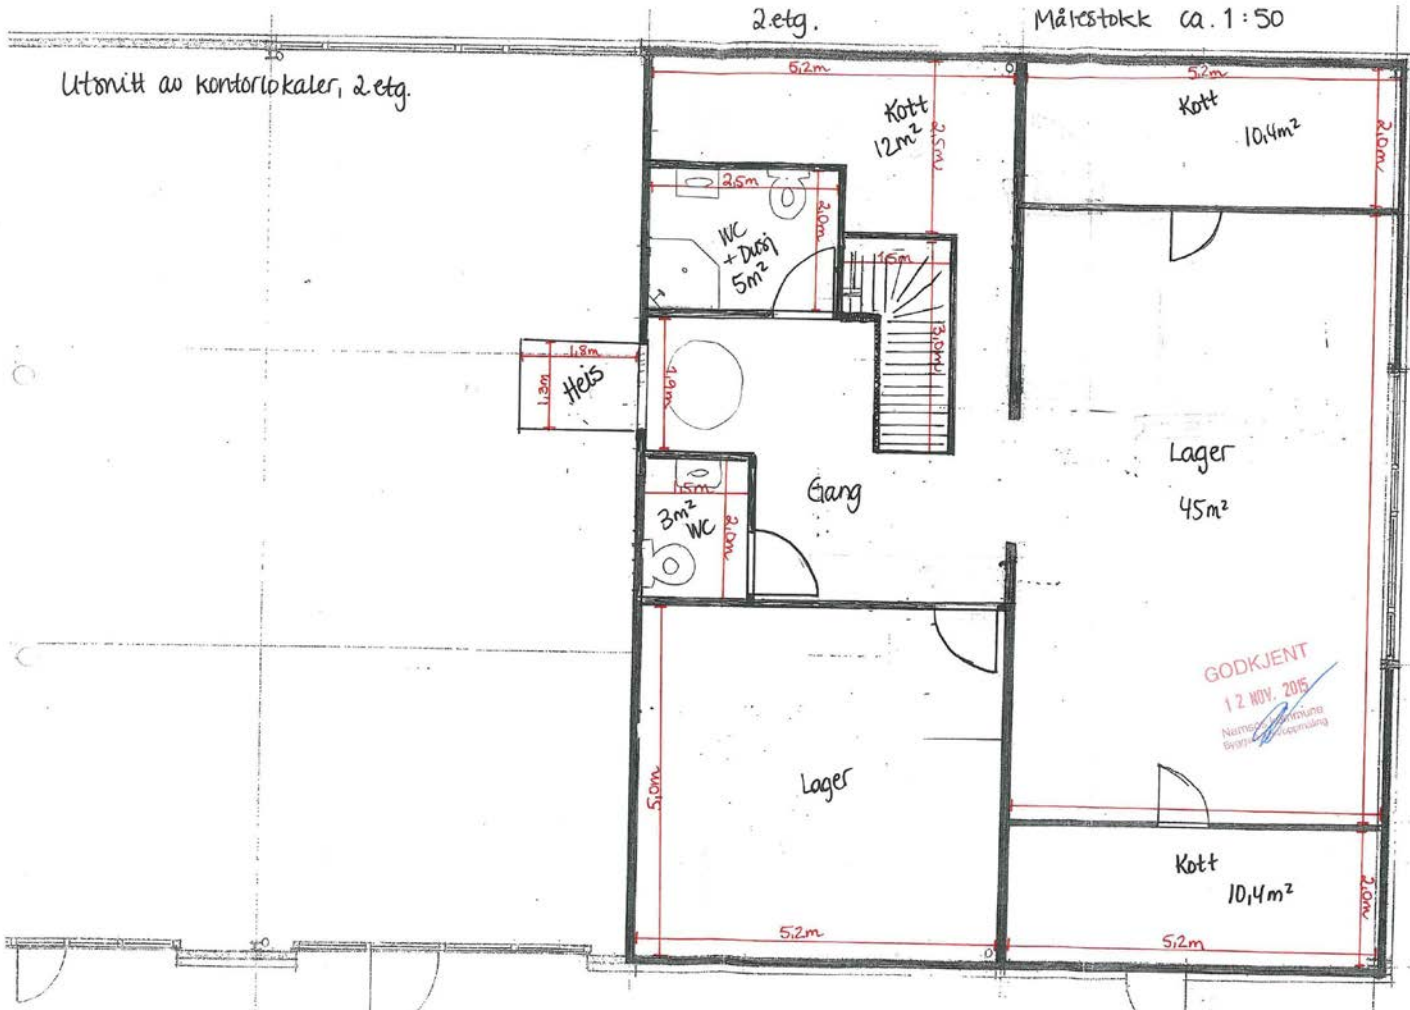 2.etg.
Målestokk ca. 1:50
Utsnitt av kontorlokaler, 2 etg.
5,2m
5,2m
Kott
12m²
2,5m
Kott
10,4m²
2,0m
2,5m
2,0m
WC
+ Dusj
5m²
1,5m
3,0m
1,8m
1,3m
Heis
1,9m
Lager
45m²
Gang
1,5m
3m²
WC
2,0m
GODKJENT
12 NOV. 2015
Namsos kommune
5,0m
Lager
Kott
10,4m²
2,0m
5,2m
5,2m